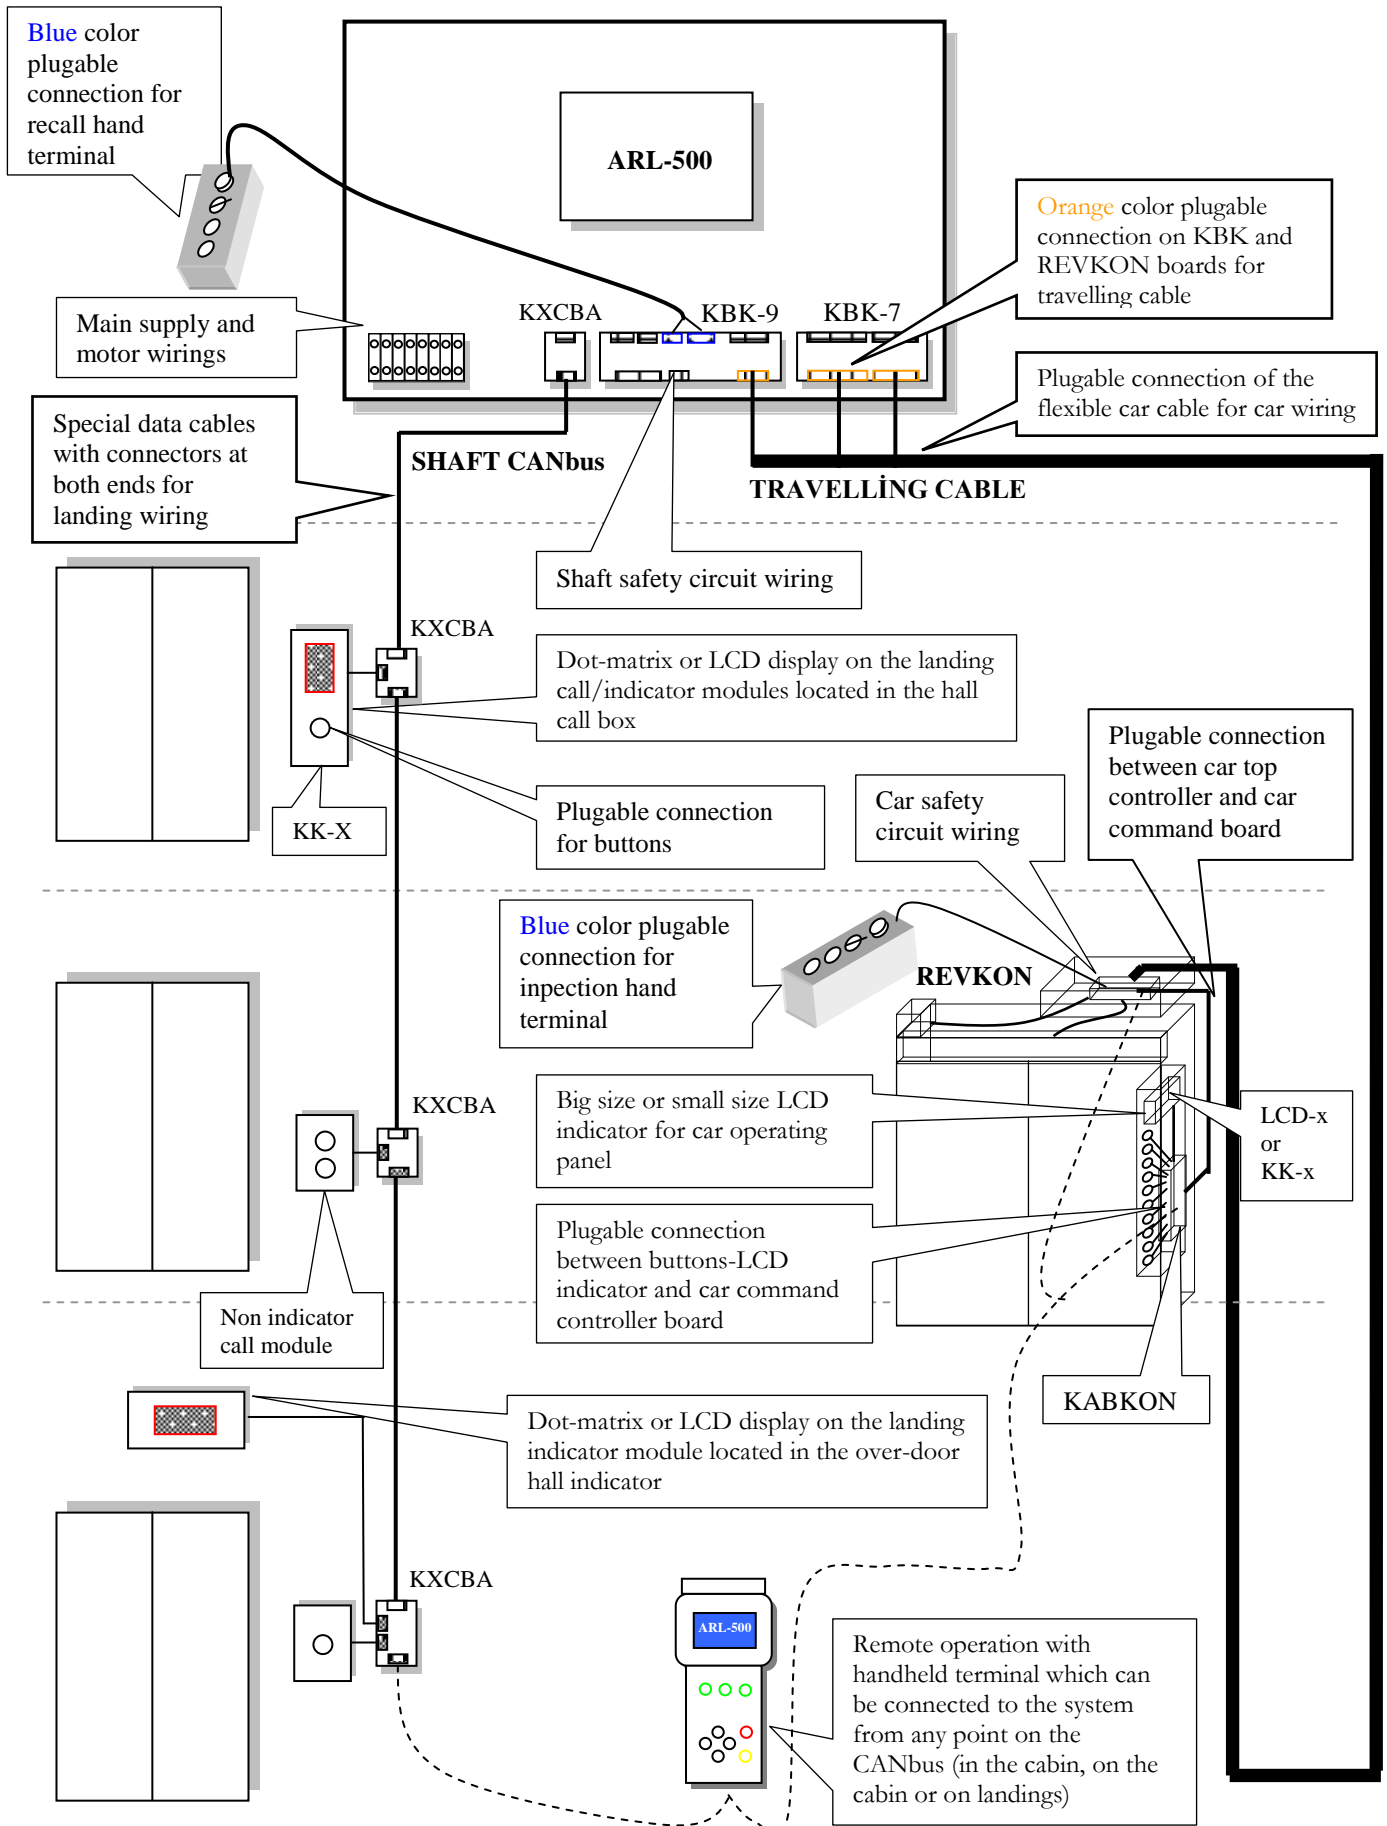 Blue color
plugable
connection for
recall hand
terminal
ARL-500
Orange color plugable
connection on KBK and
REVKON boards for
travelling cable
Main supply and
motor wirings
KXCBA
KBK-9
KBK-7
Plugable connection of the
flexible car cable for car wiring
Special data cables
with connectors at
both ends for
landing wiring
SHAFT CANbus
TRAVELLİNG CABLE
Shaft safety circuit wiring
KXCBA
Dot-matrix or LCD display on the landing
call/indicator modules located in the hall
call box
Plugable connection
between car top
controller and car
command board
KK-X
Plugable connection
for buttons
Car safety
circuit wiring
Blue color plugable
connection for
inpection hand
terminal
REVKON
KXCBA
Big size or small size LCD
indicator for car operating
panel
LCD-x
or
KK-x
Plugable connection
between buttons-LCD
indicator and car command
controller board
Non indicator
call module
KABKON
Dot-matrix or LCD display on the landing
indicator module located in the over-door
hall indicator
KXCBA
ARL-500
Remote operation with
handheld terminal which can
be connected to the system
from any point on the
CANbus (in the cabin, on the
cabin or on landings)